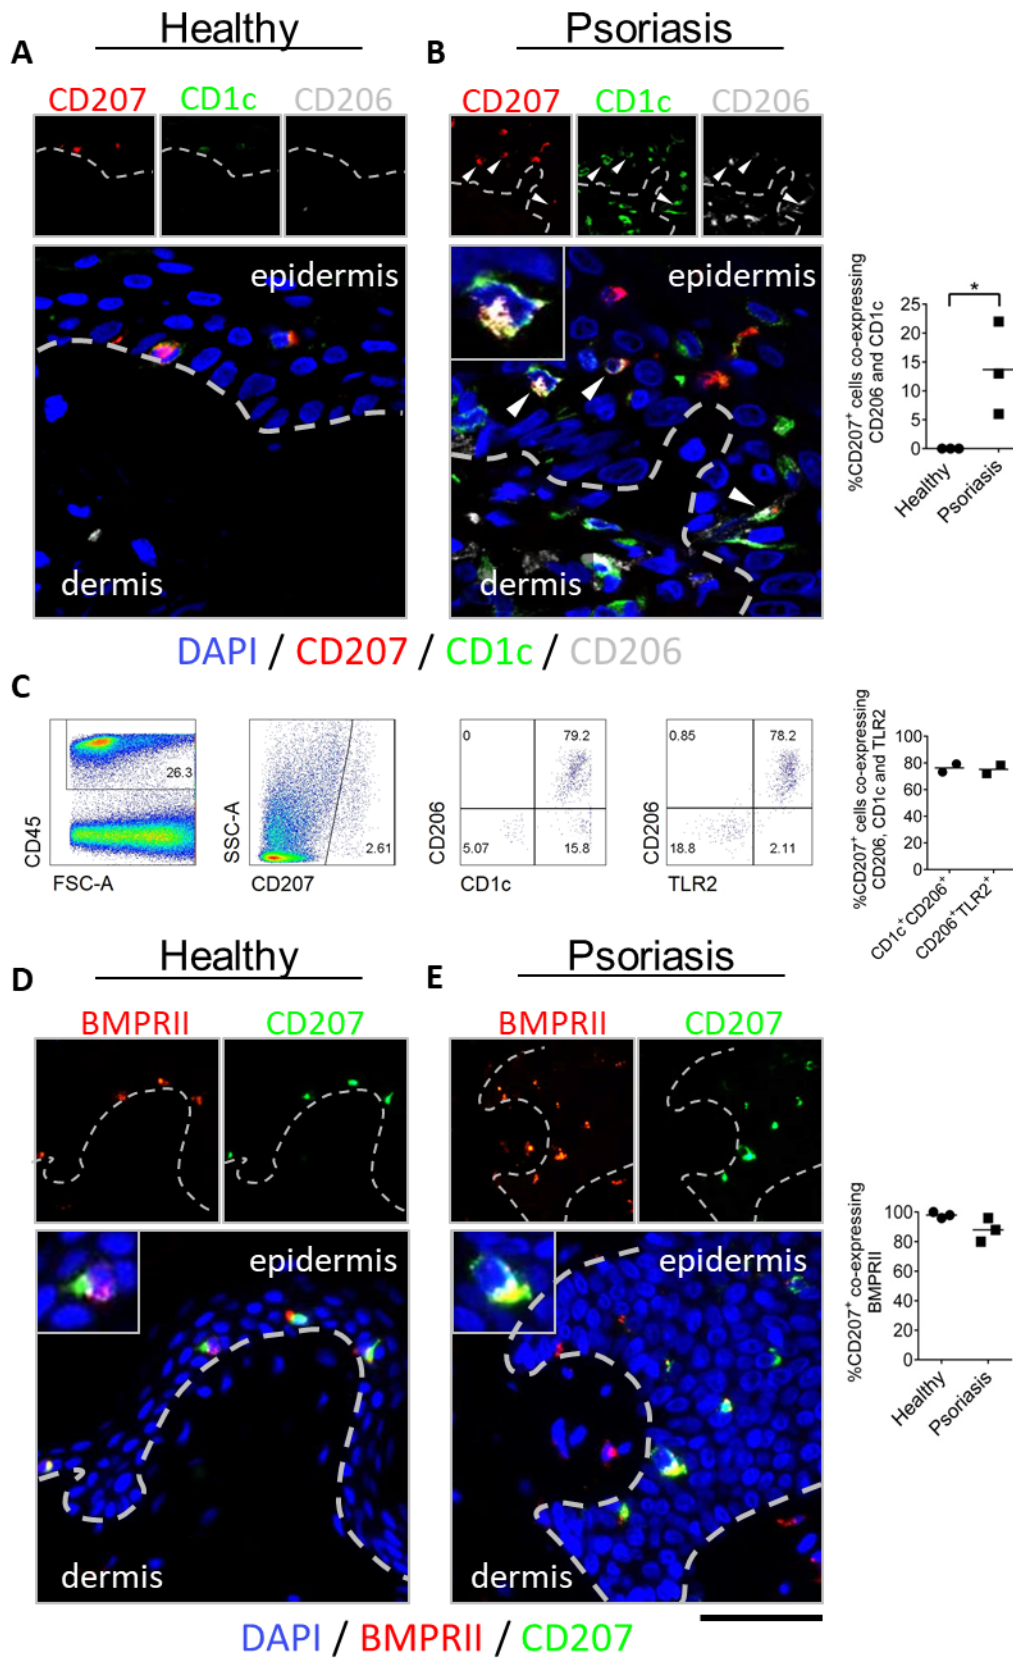 Healthy
Psoriasis
A
B
CD207 CD1c CD206
CD207 CD1c CD206
epidermis
dermis
epidermis
dermis
%CD207⁺ cells co-expressing
CD206 and CD1c
25
20
15
10
5
0
*
Healthy
Psoriasis
DAPI / CD207 / CD1c / CD206
C
CD45
26.3
FSC-A
SSC-A
2.61
CD207
CD206
0
79.2
5.07
15.8
CD1c
CD206
0.85
78.2
18.8
2.11
TLR2
%CD207⁺ cells co-expressing
CD206, CD1c and TLR2
100
80
60
40
20
0
CD1c⁺CD206⁺
CD206⁺TLR2⁺
Healthy
Psoriasis
D
E
BMPRII CD207
BMPRII CD207
epidermis
dermis
epidermis
dermis
%CD207⁺ co-expressing
BMPRII
100
80
60
40
20
0
Healthy
Psoriasis
DAPI / BMPRII / CD207